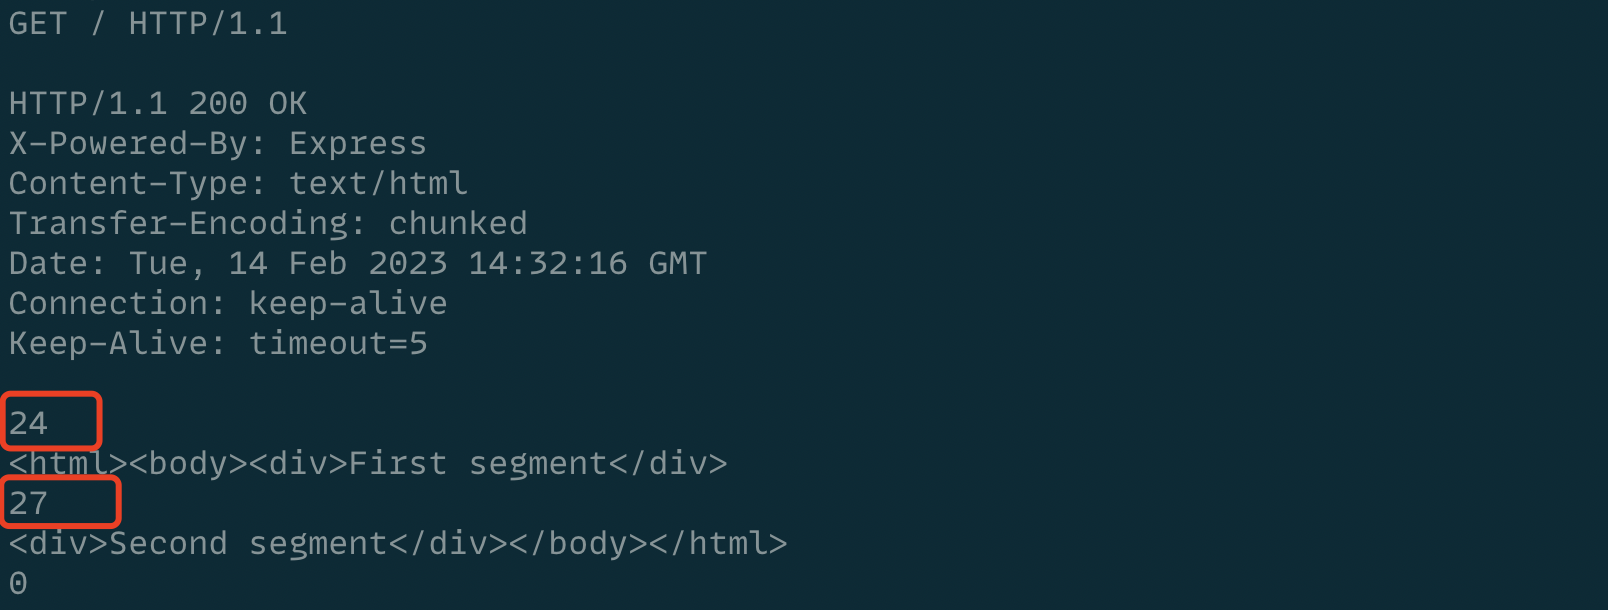 GET / HTTP/1.1
HTTP/1.1 200 OK
X-Powered-By: Express
Content-Type: text/html
Transfer-Encoding: chunked
Date: Tue, 14 Feb 2023 14:32:16 GMT
Connection: keep-alive
Keep-Alive: timeout=5
24
<html><body><div>First segment</div>
27
<div>Second segment</div></body></html>
0